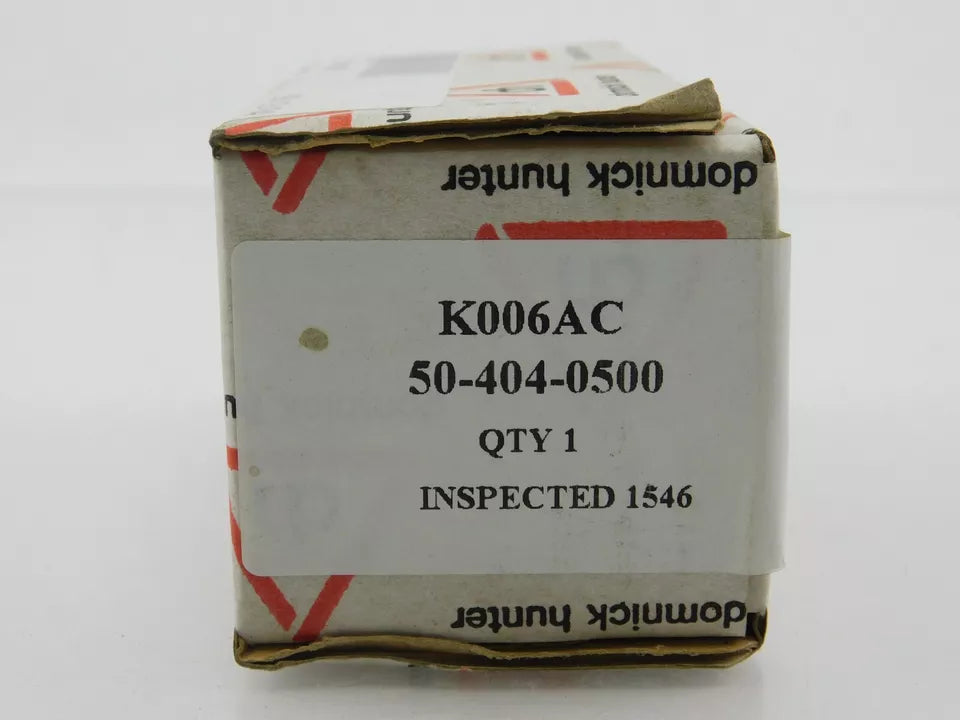 domnick hunter
K006AC
50-404-0500
QTY 1
INSPECTED 1546
domnick hunter